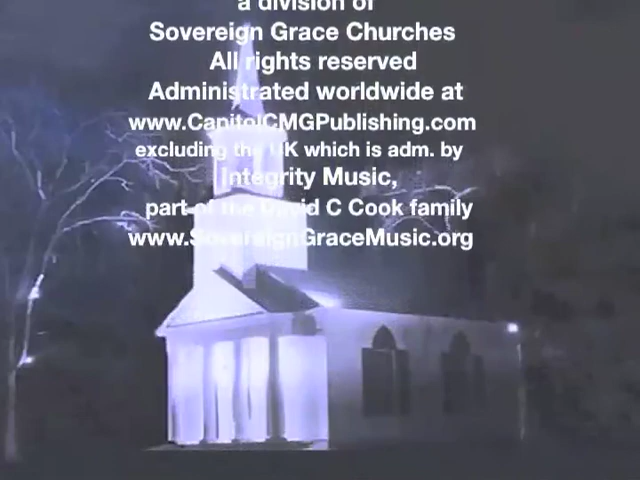 a division of
Sovereign Grace Churches
All rights reserved
Administrated worldwide at
www.CapitolCMGPublishing.com
excluding the UK which is adm. by
Integrity Music,
part of the David C Cook family
www.SovereignGraceMusic.org